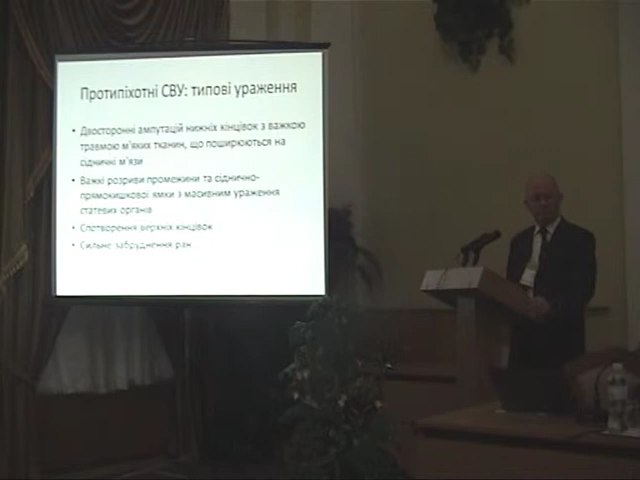 Протипіхотні СВУ: типові ураження
• Двосторонні ампутацій нижніх кінцівок з важкою
травмою м'яких тканин, що поширюються на
сідничні м'язи
• Важкі розриви промежини та сіднично-
прямокишкової ямки з масивним ураження
статевих органів
• Спотворення верхніх кінцівок
• Сильне забруднення ран